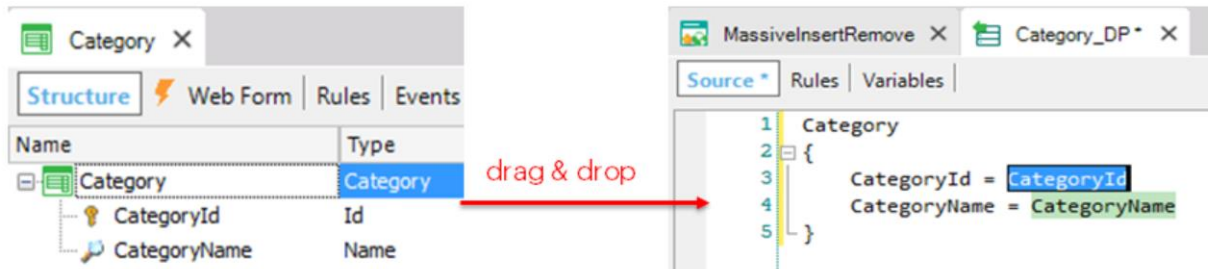 Category
Structure Web Form Rules Events
Name Type
Category Category
CategoryId Id
CategoryName Name
drag & drop
MassiveInsertRemove Category_DP*
Source * Rules Variables
1 Category
2 {
3 CategoryId = CategoryId
4 CategoryName = CategoryName
5 }